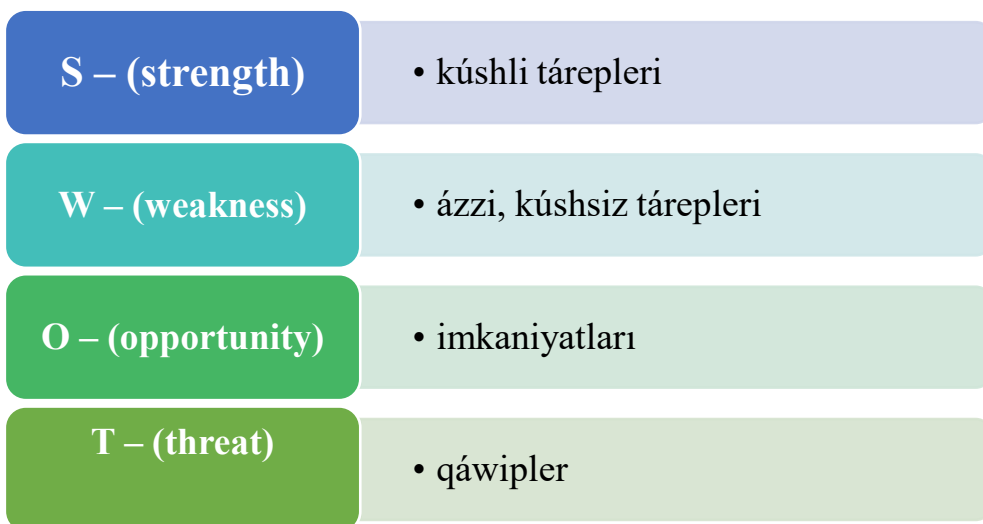 S – (strength)
• kúshli tárepleri
W – (weakness)
• ázzi, kúshsiz tárepleri
O – (opportunity)
• imkaniyatları
T – (threat)
• qáwipler